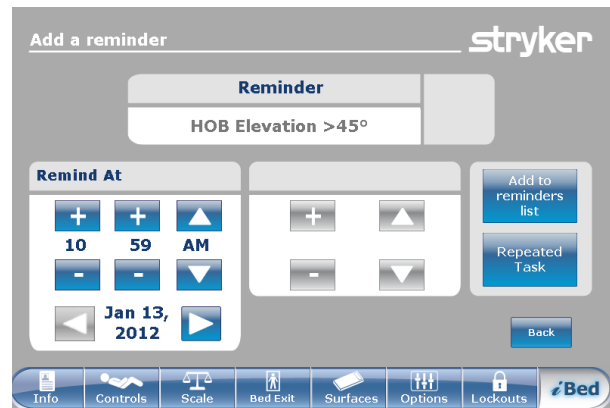 Add a reminder
stryker
Reminder
HOB Elevation >45°
Remind At
+ + 
10 59 AM
- -
Jan 13,
2012
+
-
Add to
reminders
list
Repeated
Task
Back
Info Controls Scale Bed Exit Surfaces Options Lockouts iBed